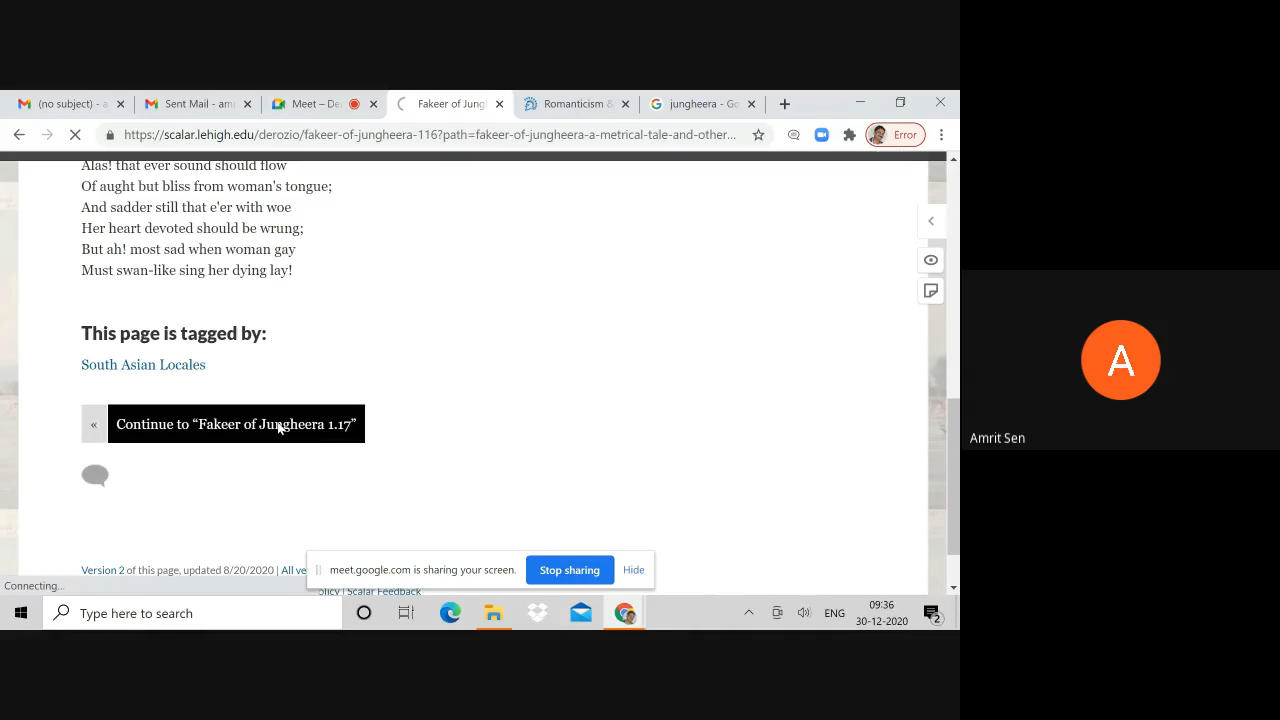 (no subject) - a
Sent Mail - ami
Meet – De
Fakeer of Jung
Romanticism &
jungheera - Go
https://scalar.lehigh.edu/derozio/fakeer-of-jungheera-116?path=fakeer-of-jungheera-a-metrical-tale-and-other...
Error
Alas! that ever sound should flow
Of aught but bliss from woman's tongue;
And sadder still that e'er with woe
Her heart devoted should be wrung;
But ah! most sad when woman gay
Must swan-like sing her dying lay!
This page is tagged by:
South Asian Locales
« Continue to “Fakeer of Jungheera 1.17”
A
Amrit Sen
Version 2 of this page, updated 8/20/2020 | All ve
meet.google.com is sharing your screen. Stop sharing Hide
Connecting...
olicy | Scalar Feedback
Type here to search
ENG
09:36
30-12-2020
2